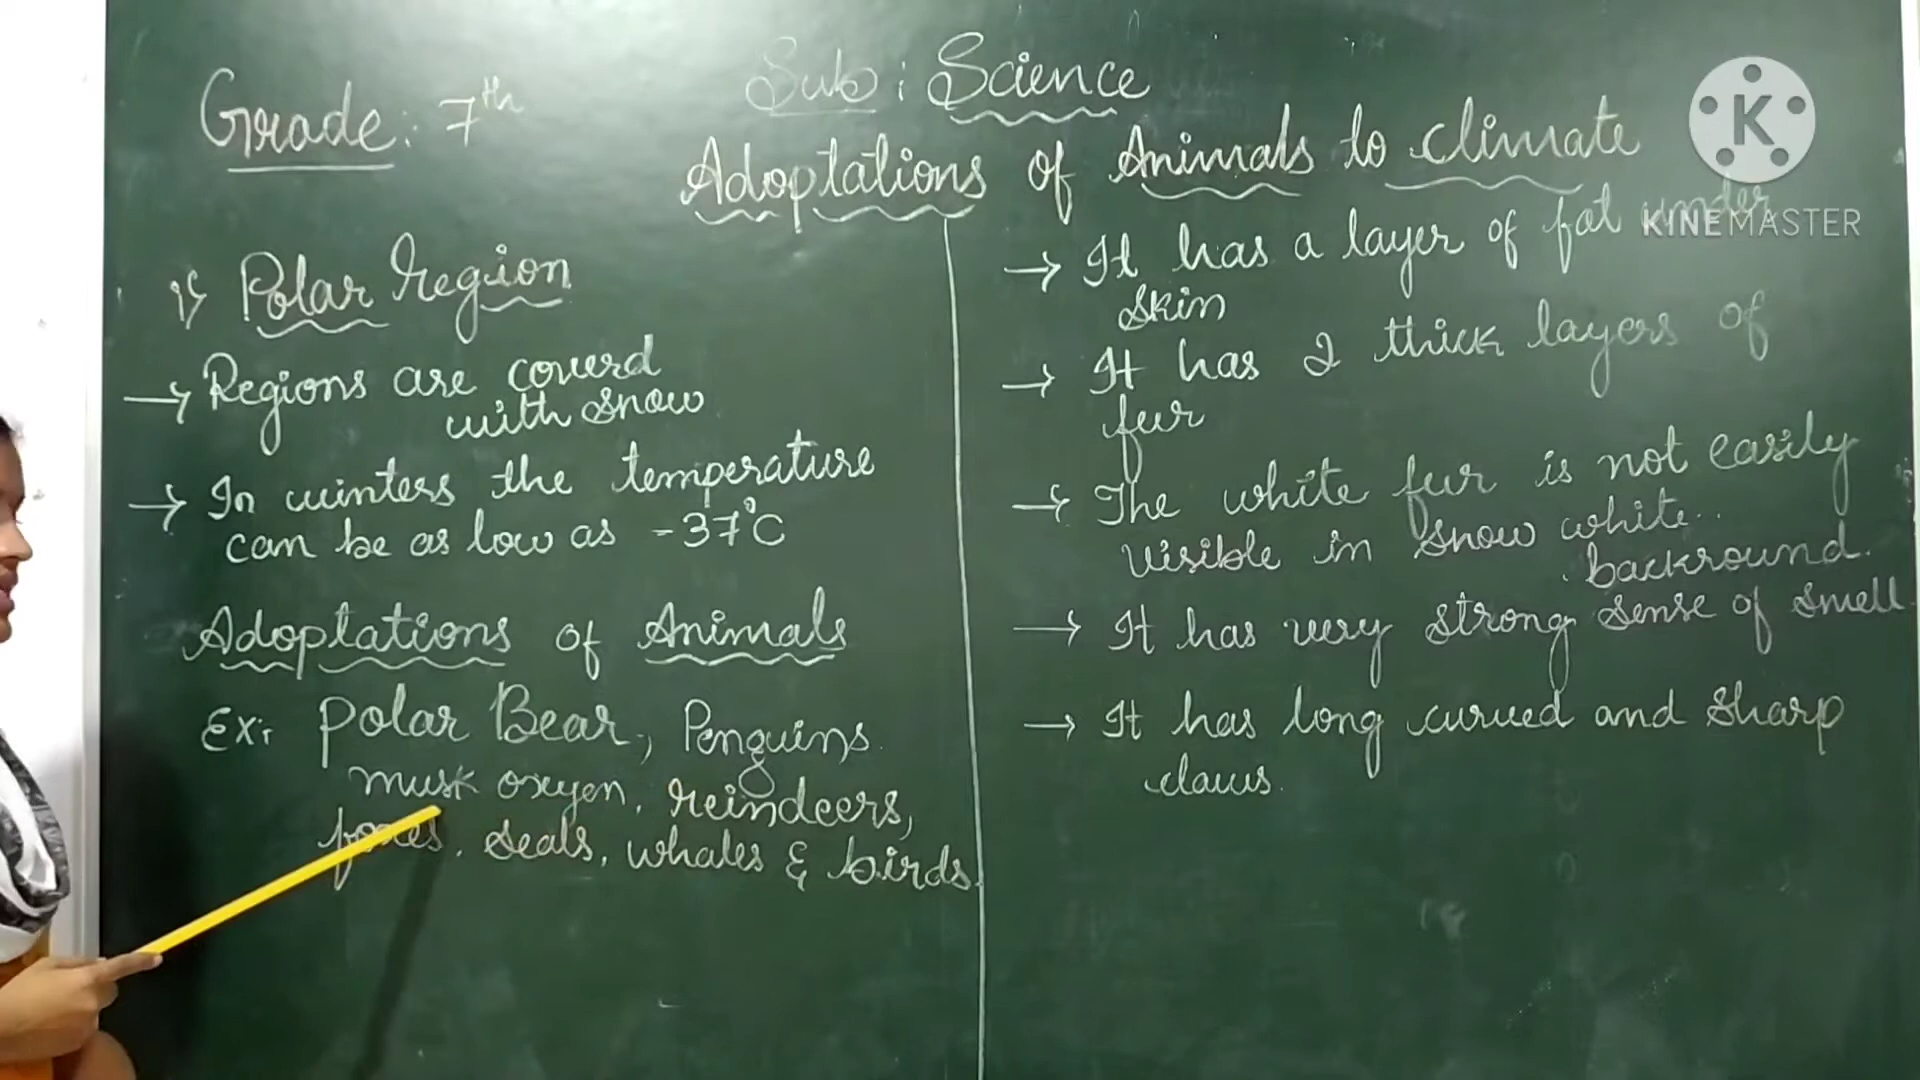 Grade: 7th
Sub: Science
Adoptations of Animals to climate
1) Polar Region
→ Regions are coverd
with snow
→ In winters the temperature
can be as low as -37°C
Adoptations of Animals
Ex: Polar Bear, Penguins
musk oxyen, reindeers,
foxes, seals, whales & birds.
→ It has a layer of fat under
skin
→ It has 2 thick layers of
fur
→ The white fur is not easily
visible in snow white..
backround.
→ It has very strong sense of smell
→ It has long curved and sharp
claws.
K
KINEMASTER